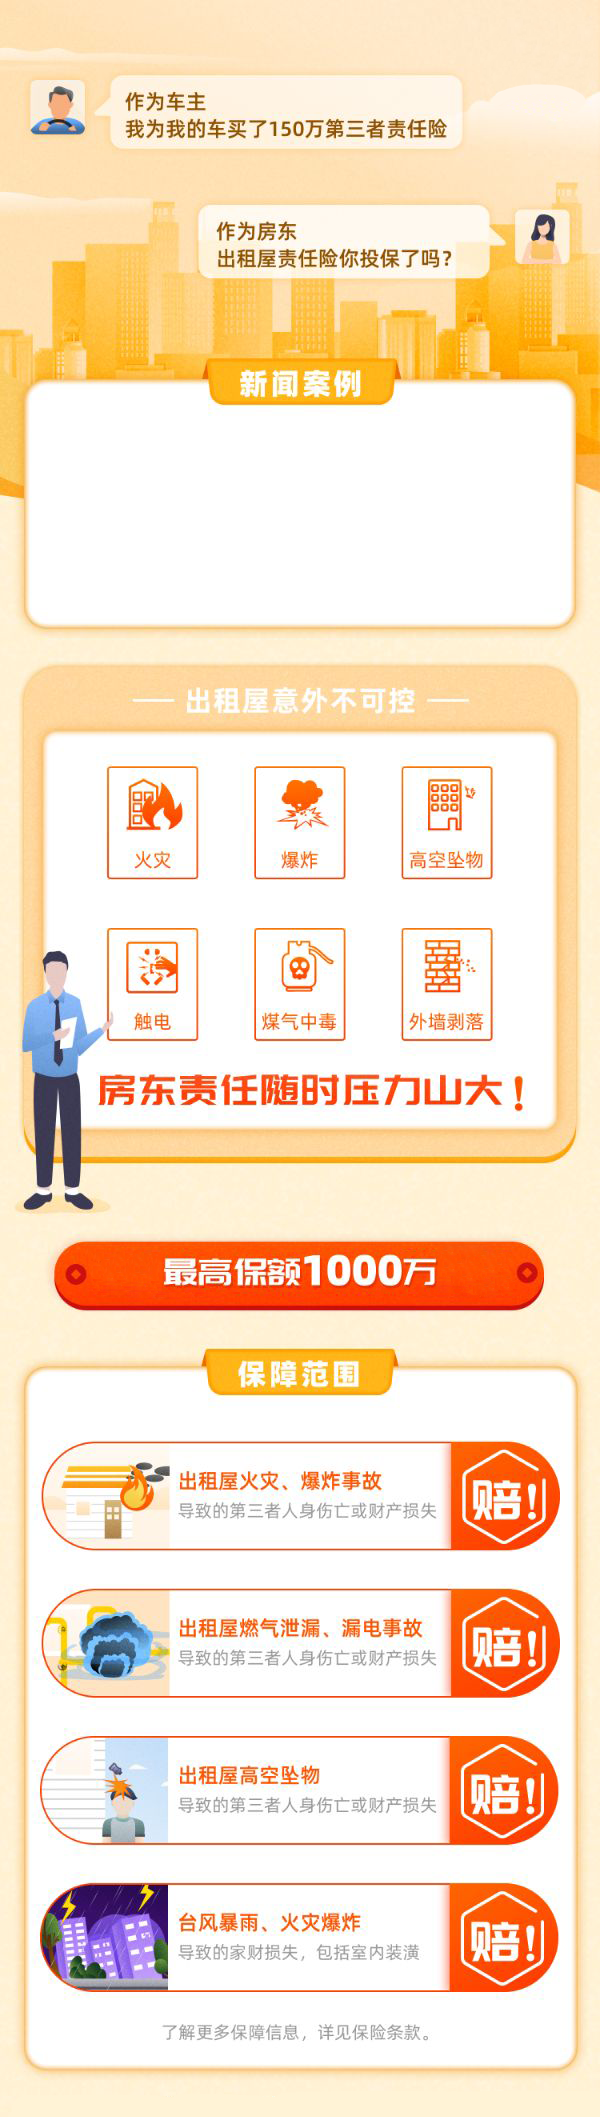 作为车主
我为我的车买了150万第三者责任险
作为房东
出租屋责任险你投保了吗？
新闻案例
出租屋意外不可控
火灾
爆炸
高空坠物
触电
煤气中毒
外墙剥落
房东责任随时压力山大！
最高保额1000万
保障范围
出租屋火灾、爆炸事故
导致的第三者人身伤亡或财产损失
赔！
出租屋燃气泄漏、漏电事故
导致的第三者人身伤亡或财产损失
赔！
出租屋高空坠物
导致的第三者人身伤亡或财产损失
赔！
台风暴雨、火灾爆炸
导致的家财损失，包括室内装潢
赔！
了解更多保障信息，详见保险条款。